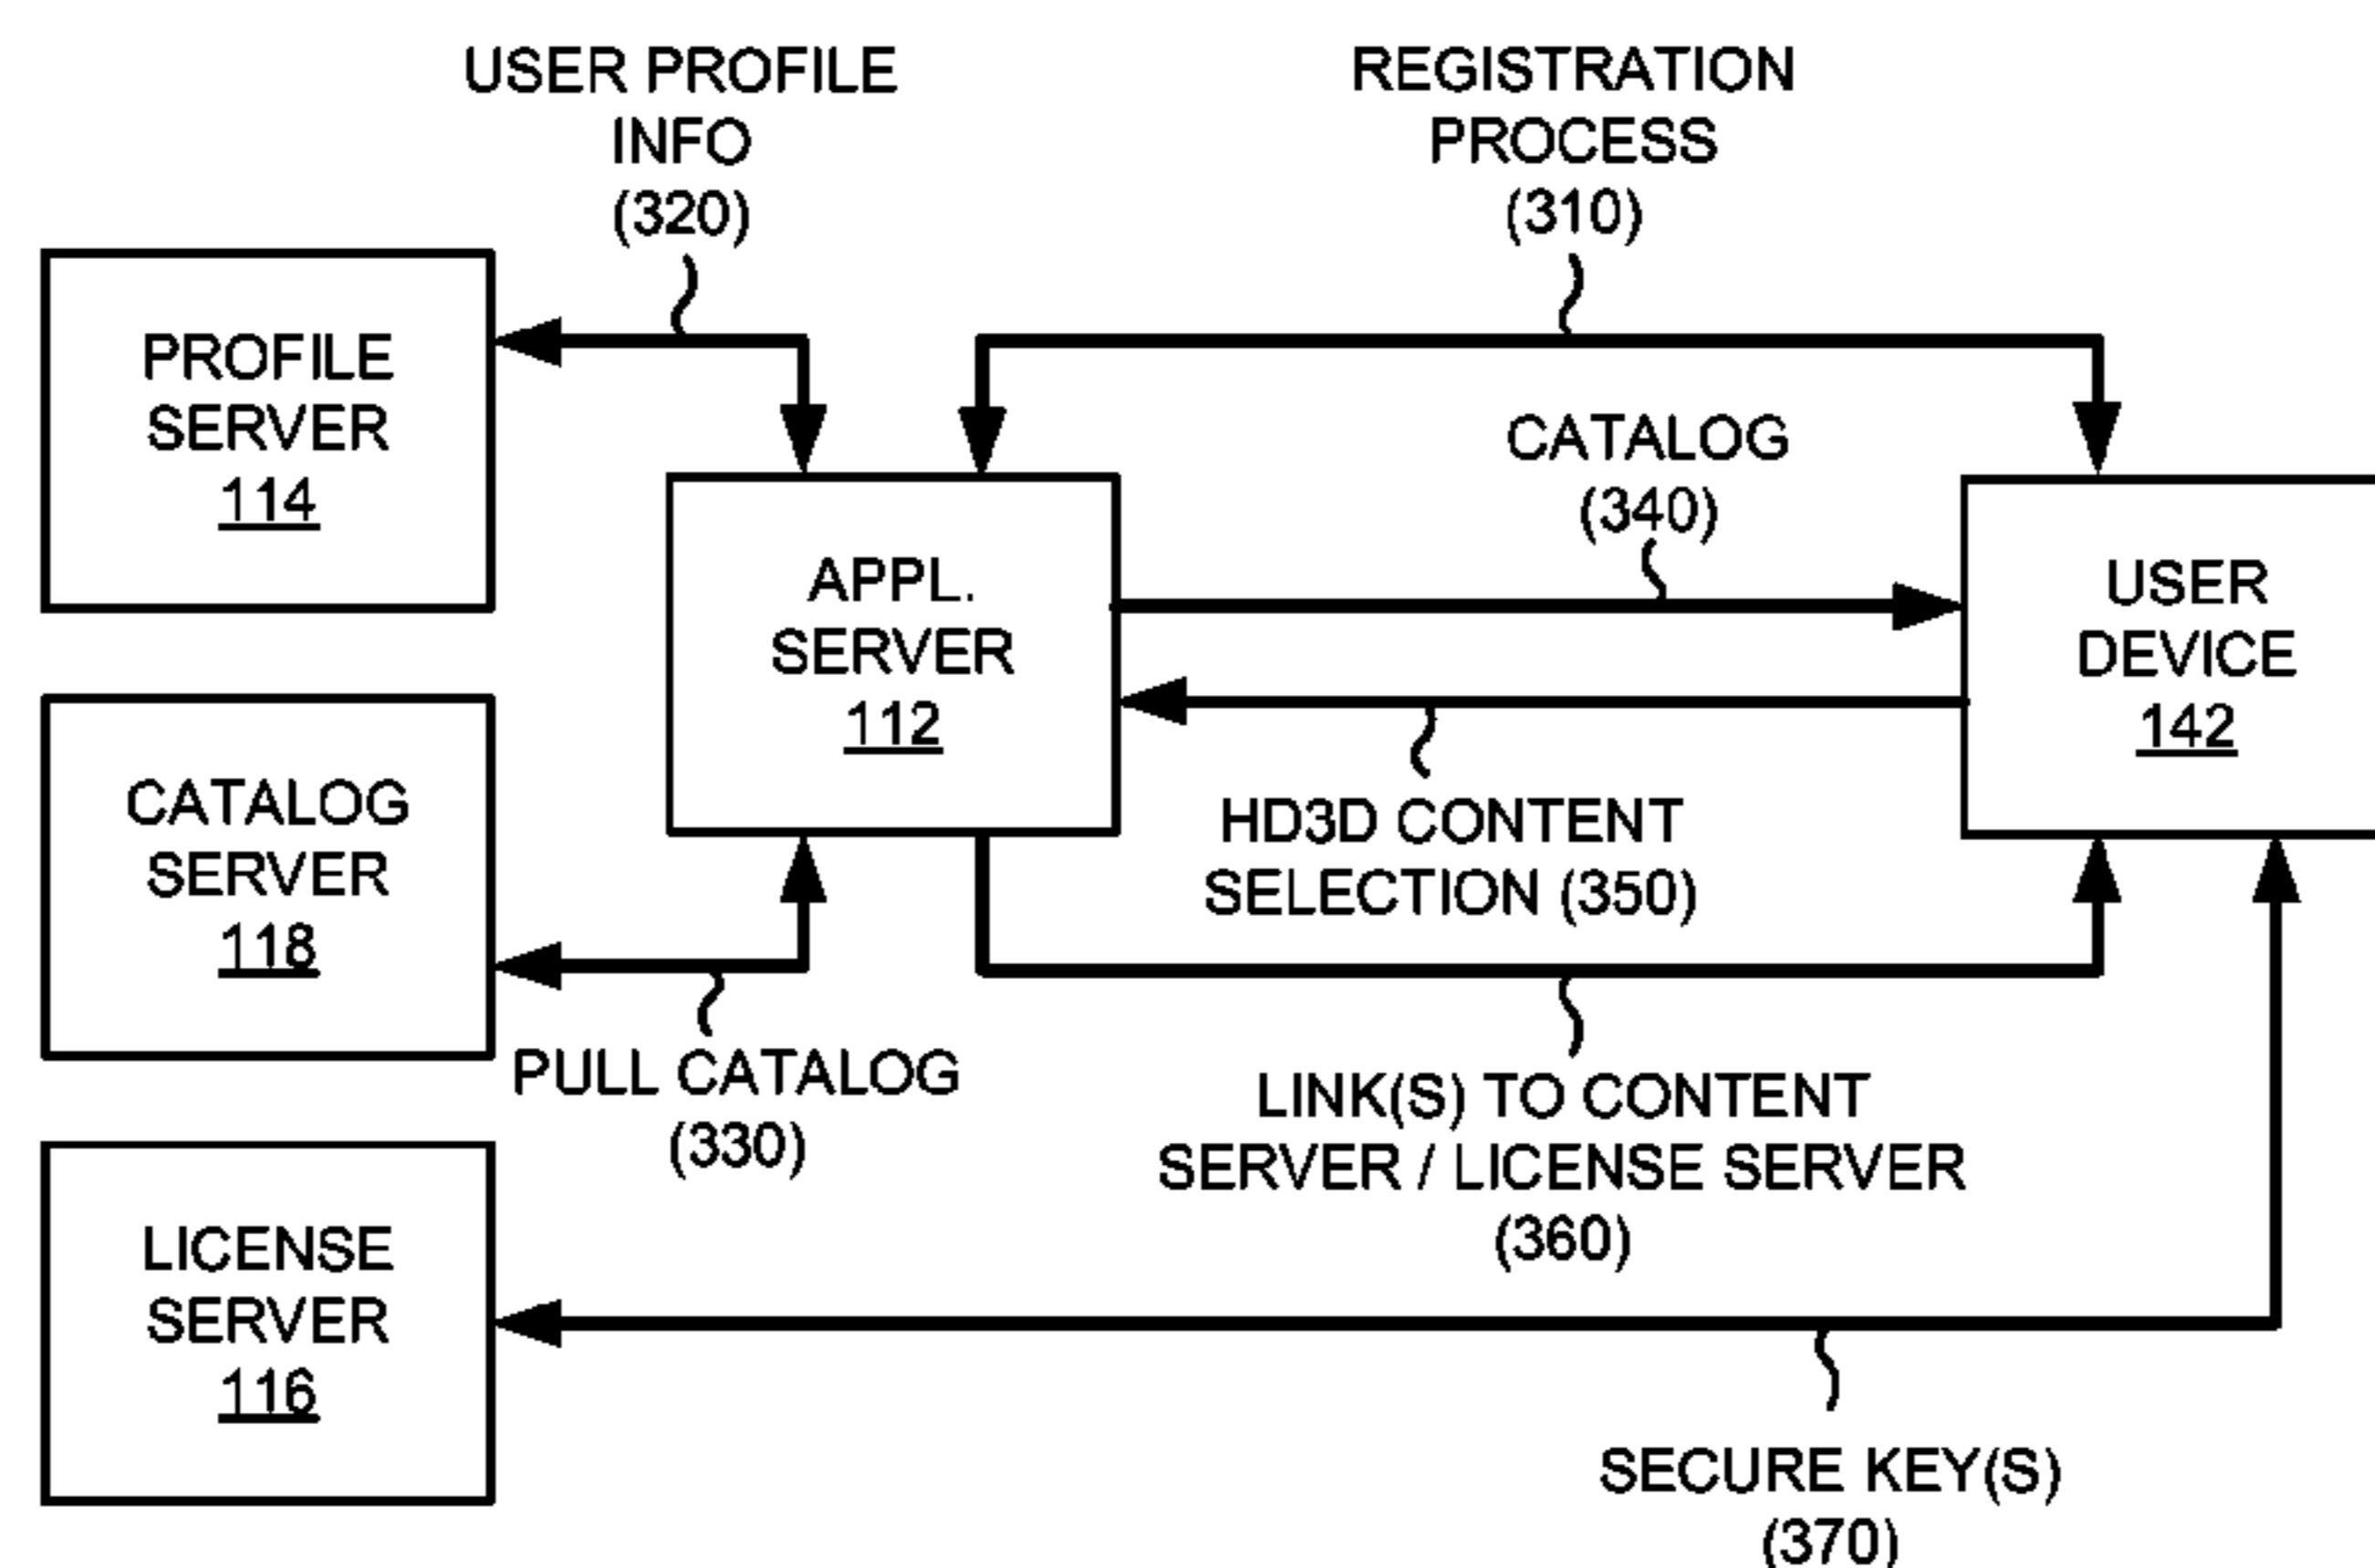 USER PROFILE
INFO
(320)
REGISTRATION
PROCESS
(310)
PROFILE
SERVER
114
CATALOG
(340)
APPL.
SERVER
112
USER
DEVICE
142
CATALOG
SERVER
118
HD3D CONTENT
SELECTION (350)
PULL CATALOG
(330)
LINK(S) TO CONTENT
SERVER / LICENSE SERVER
(360)
LICENSE
SERVER
116
SECURE KEY(S)
(370)